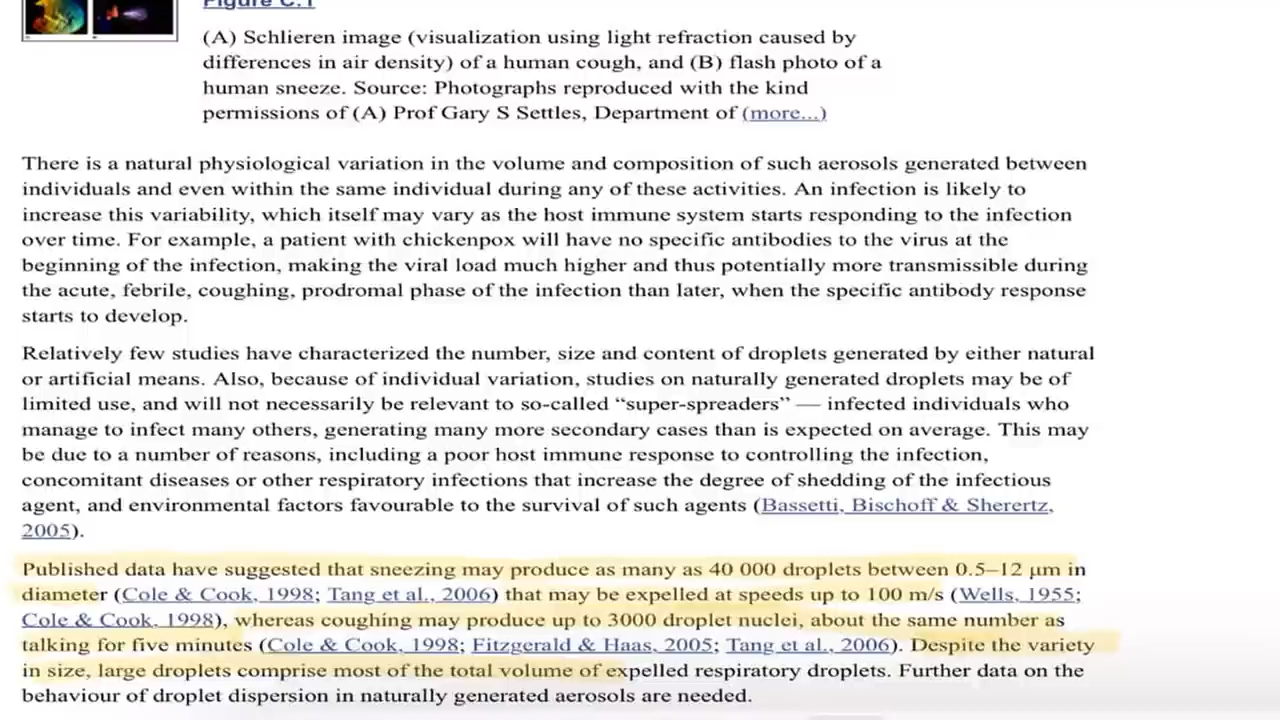 Figure C.1
(A) Schlieren image (visualization using light refraction caused by
differences in air density) of a human cough, and (B) flash photo of a
human sneeze. Source: Photographs reproduced with the kind
permissions of (A) Prof Gary S Settles, Department of (more...)
There is a natural physiological variation in the volume and composition of such aerosols generated between
individuals and even within the same individual during any of these activities. An infection is likely to
increase this variability, which itself may vary as the host immune system starts responding to the infection
over time. For example, a patient with chickenpox will have no specific antibodies to the virus at the
beginning of the infection, making the viral load much higher and thus potentially more transmissible during
the acute, febrile, coughing, prodromal phase of the infection than later, when the specific antibody response
starts to develop.
Relatively few studies have characterized the number, size and content of droplets generated by either natural
or artificial means. Also, because of individual variation, studies on naturally generated droplets may be of
limited use, and will not necessarily be relevant to so-called “super-spreaders” — infected individuals who
manage to infect many others, generating many more secondary cases than is expected on average. This may
be due to a number of reasons, including a poor host immune response to controlling the infection,
concomitant diseases or other respiratory infections that increase the degree of shedding of the infectious
agent, and environmental factors favourable to the survival of such agents (Bassetti, Bischoff & Sherertz,
2005).
Published data have suggested that sneezing may produce as many as 40 000 droplets between 0.5–12 μm in
diameter (Cole & Cook, 1998; Tang et al., 2006) that may be expelled at speeds up to 100 m/s (Wells, 1955;
Cole & Cook, 1998), whereas coughing may produce up to 3000 droplet nuclei, about the same number as
talking for five minutes (Cole & Cook, 1998; Fitzgerald & Haas, 2005; Tang et al., 2006). Despite the variety
in size, large droplets comprise most of the total volume of expelled respiratory droplets. Further data on the
behaviour of droplet dispersion in naturally generated aerosols are needed.